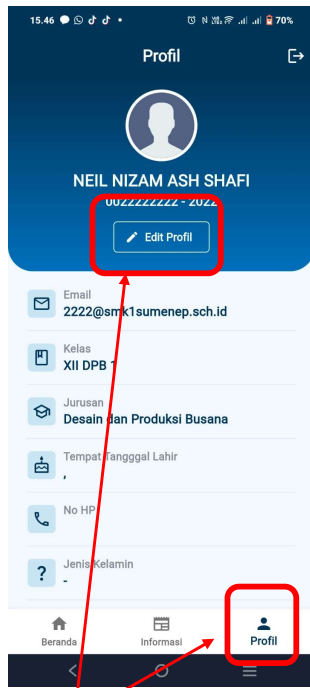 15.46 70%
Profil
NEIL NIZAM ASH SHAFI
0022222222 - 2022
Edit Profil
Email
2222@smk1sumenep.sch.id
Kelas
XII DPB 1
Jurusan
Desain dan Produksi Busana
Tempat Tangggal Lahir
,
No HP
Jenis Kelamin
-
Beranda Informasi Profil